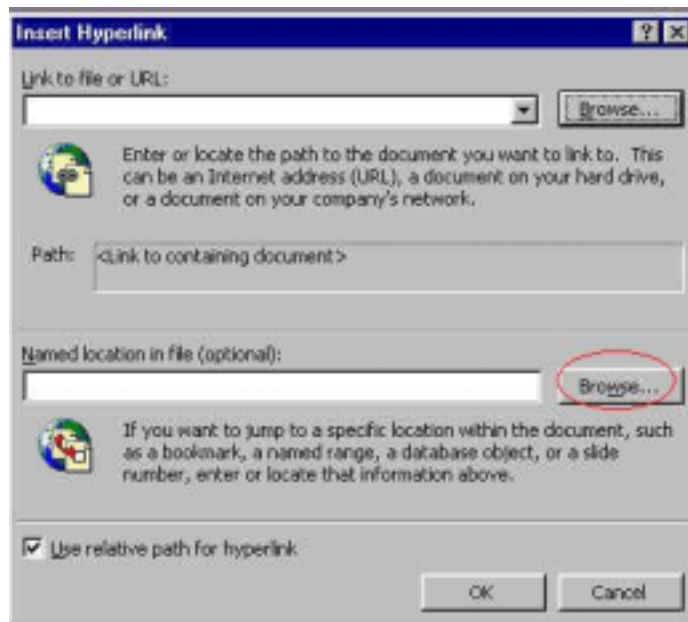 Insert Hyperlink
Link to file or URL:
Browse...
Enter or locate the path to the document you want to link to. This
can be an Internet address (URL), a document on your hard drive,
or a document on your company's network.
Path: <Link to containing document>
Named location in file (optional):
Browse...
If you want to jump to a specific location within the document, such
as a bookmark, a named range, a database object, or a slide
number, enter or locate that information above.
Use relative path for hyperlink
OK Cancel